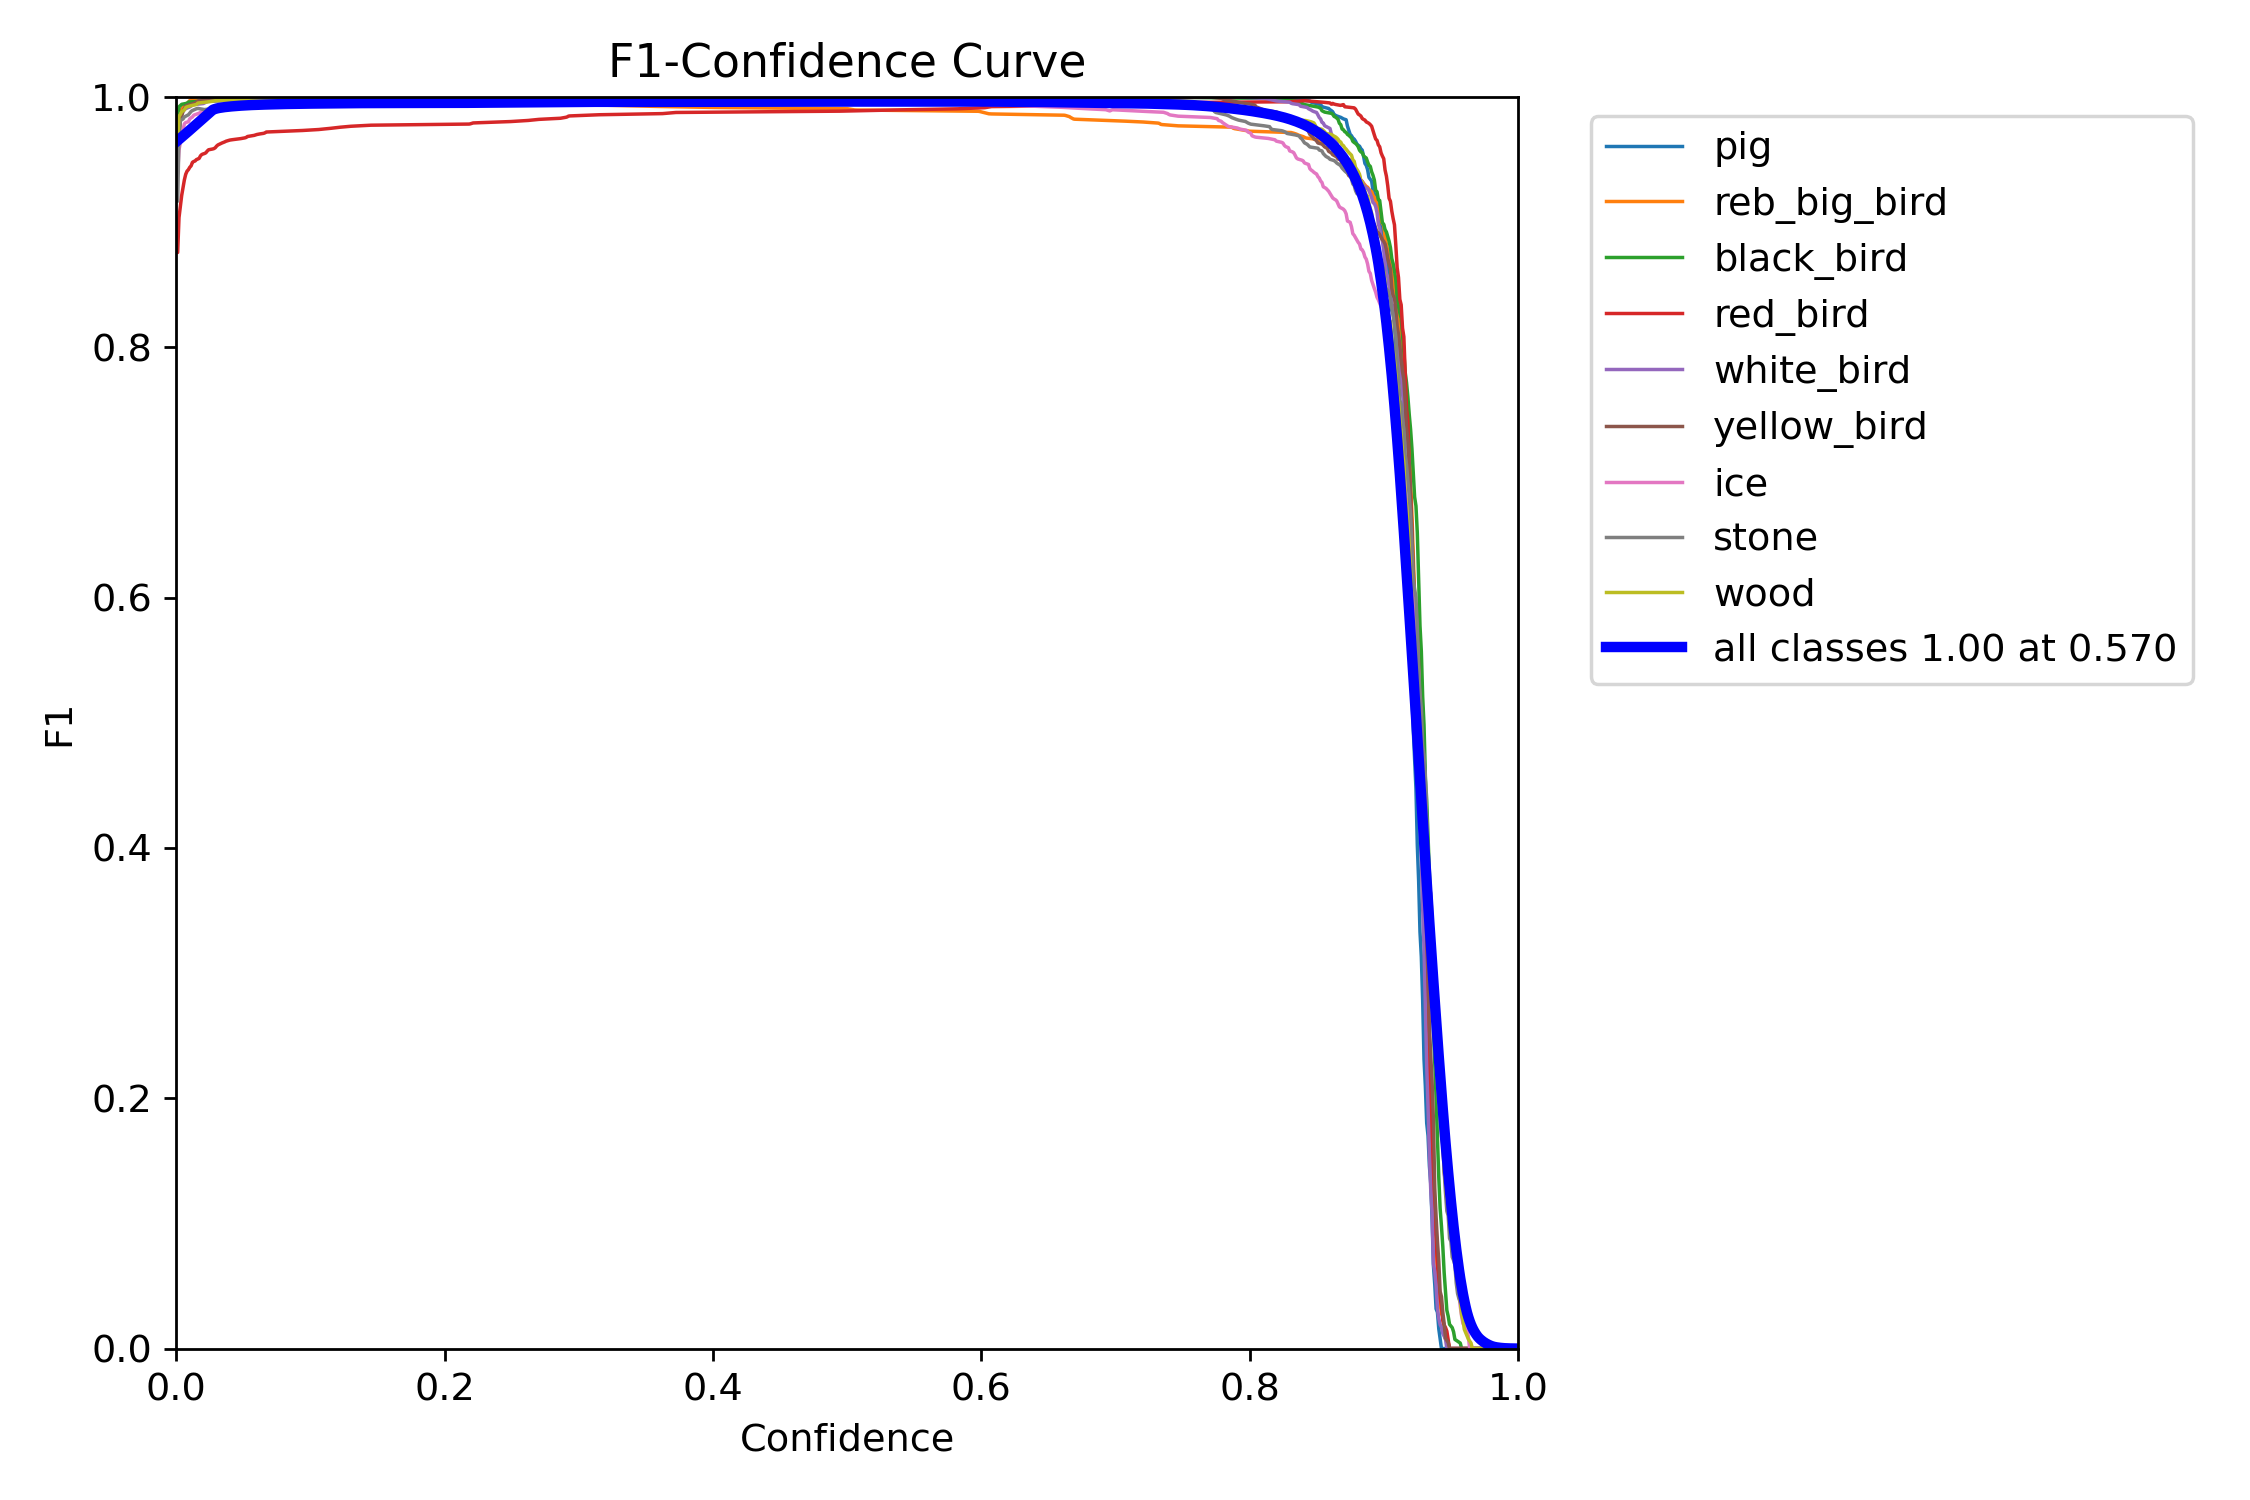 F1-Confidence Curve
1.0
0.8
0.6
0.4
0.2
0.0
F1
0.0 0.2 0.4 0.6 0.8 1.0
Confidence
pig
reb_big_bird
black_bird
red_bird
white_bird
yellow_bird
ice
stone
wood
all classes 1.00 at 0.570